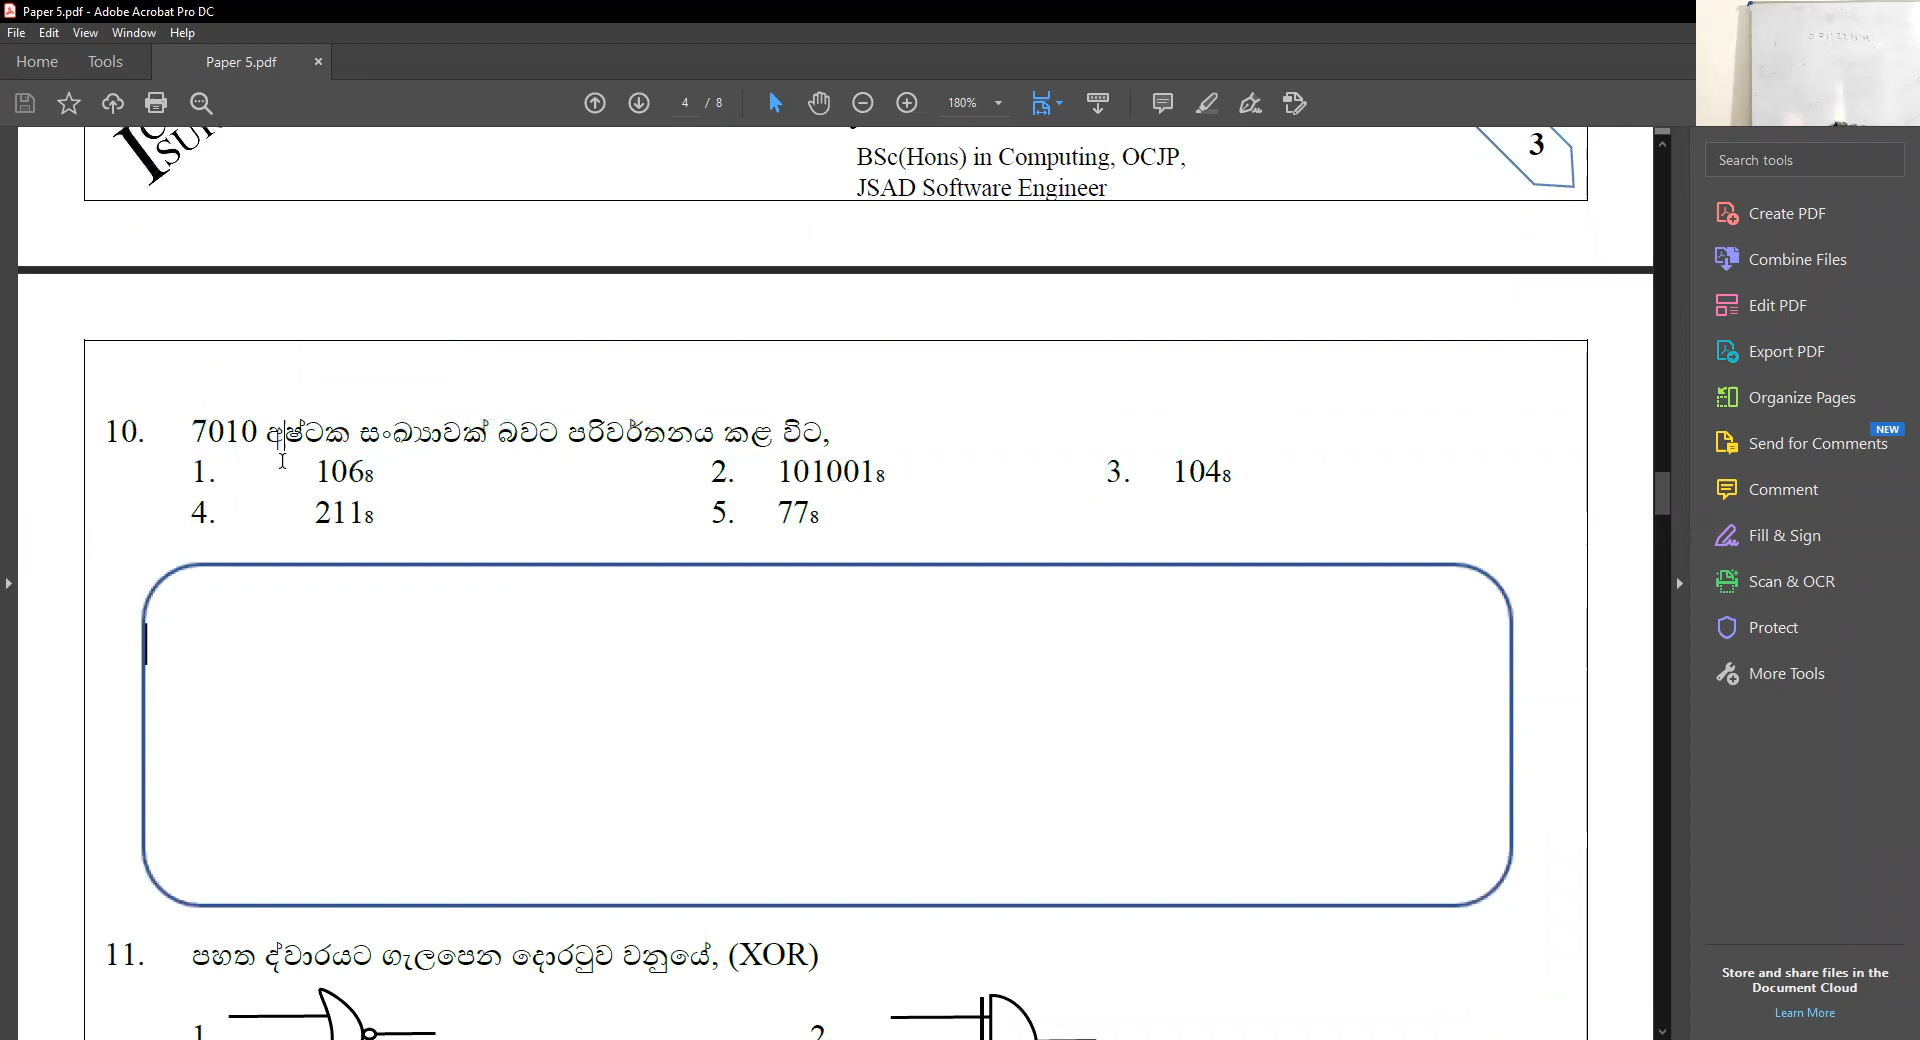 Paper 5.pdf - Adobe Acrobat Pro DC
File Edit View Window Help
Home Tools Paper 5.pdf ×
4 / 8 180%
BSc(Hons) in Computing, OCJP,
JSAD Software Engineer
3
Search tools
Create PDF
Combine Files
Edit PDF
Export PDF
Organize Pages
NEW
Send for Comments
Comment
Fill & Sign
Scan & OCR
Protect
More Tools
Store and share files in the
Document Cloud
Learn More
10. 7010 අෂ්ටක සංඛ්‍යාවක් බවට පරිවර්තනය කළ විට,
1. 106₈ 2. 101001₈ 3. 104₈
4. 211₈ 5. 77₈
11. පහත ද්වාරයට ගැලපෙන දොරටුව වනුයේ, (XOR)
1 2